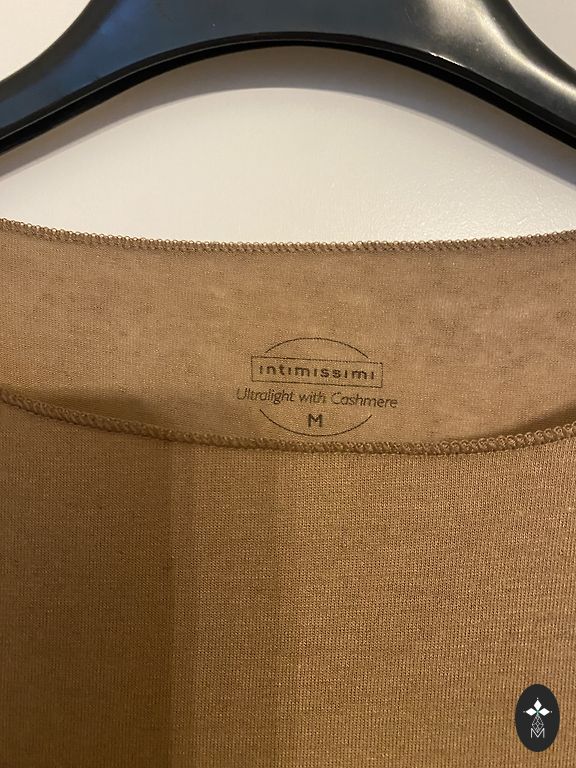 intimissimi
Ultralight with Cashmere
M
M